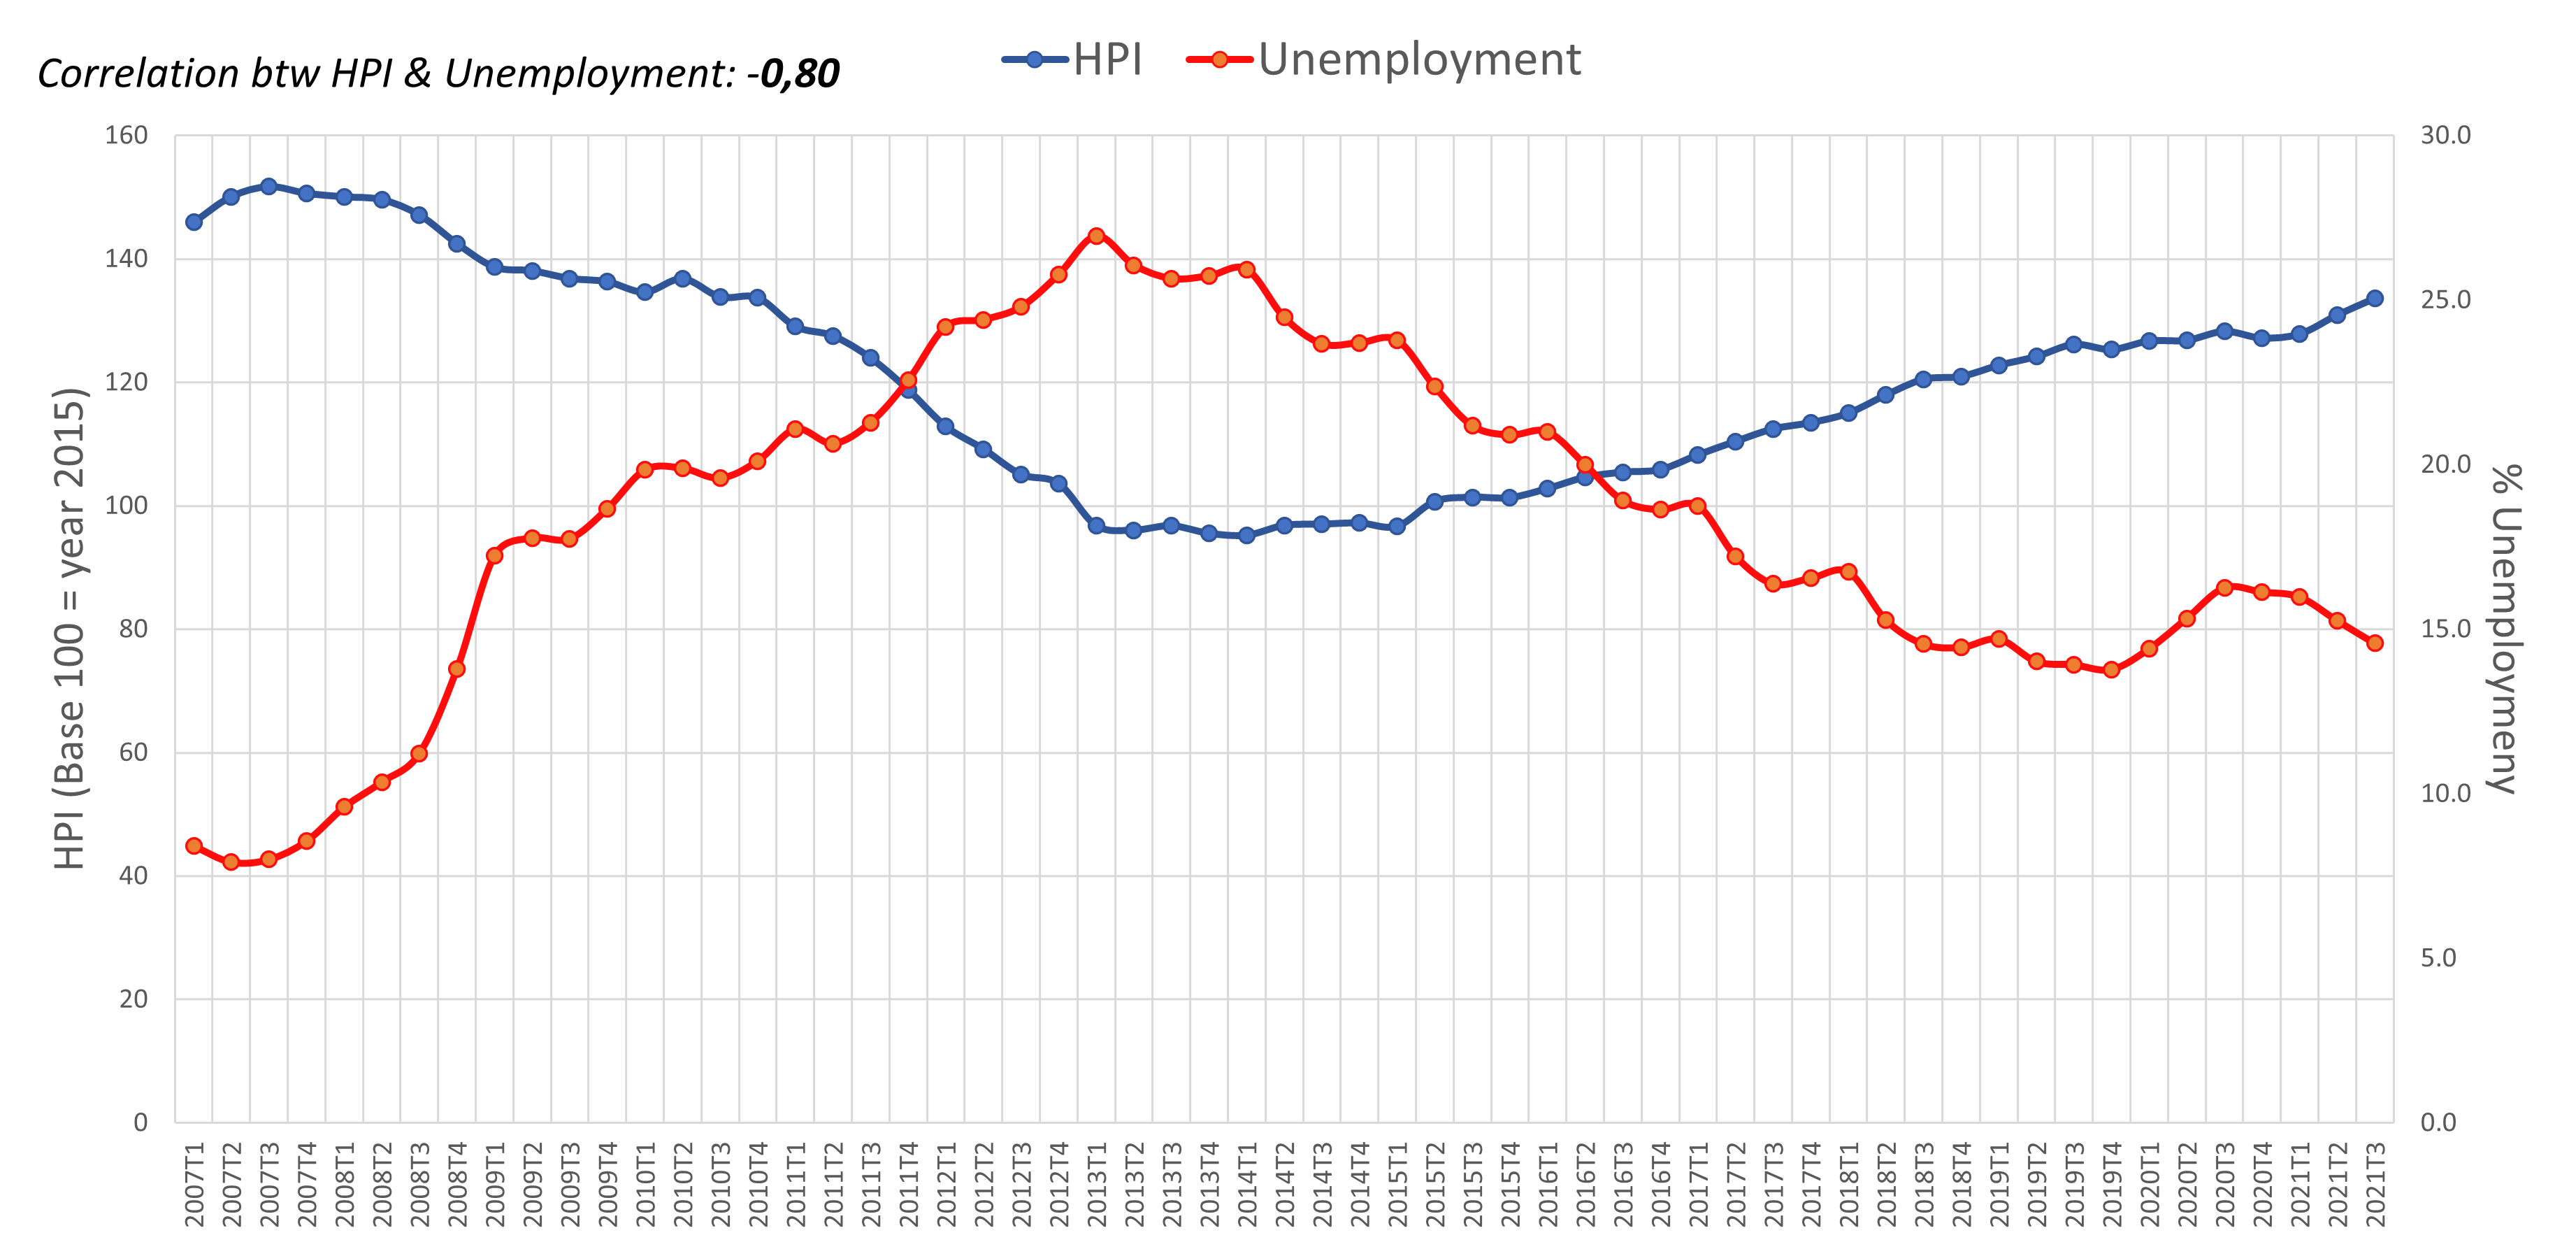 Correlation btw HPI & Unemployment: -0,80
HPI
Unemployment
160
140
120
100
80
60
40
20
0
HPI (Base 100 = year 2015)
30.0
25.0
20.0
15.0
10.0
5.0
0.0
% Unemploymeny
2007T1
2007T2
2007T3
2007T4
2008T1
2008T2
2008T3
2008T4
2009T1
2009T2
2009T3
2009T4
2010T1
2010T2
2010T3
2010T4
2011T1
2011T2
2011T3
2011T4
2012T1
2012T2
2012T3
2012T4
2013T1
2013T2
2013T3
2013T4
2014T1
2014T2
2014T3
2014T4
2015T1
2015T2
2015T3
2015T4
2016T1
2016T2
2016T3
2016T4
2017T1
2017T2
2017T3
2017T4
2018T1
2018T2
2018T3
2018T4
2019T1
2019T2
2019T3
2019T4
2020T1
2020T2
2020T3
2020T4
2021T1
2021T2
2021T3